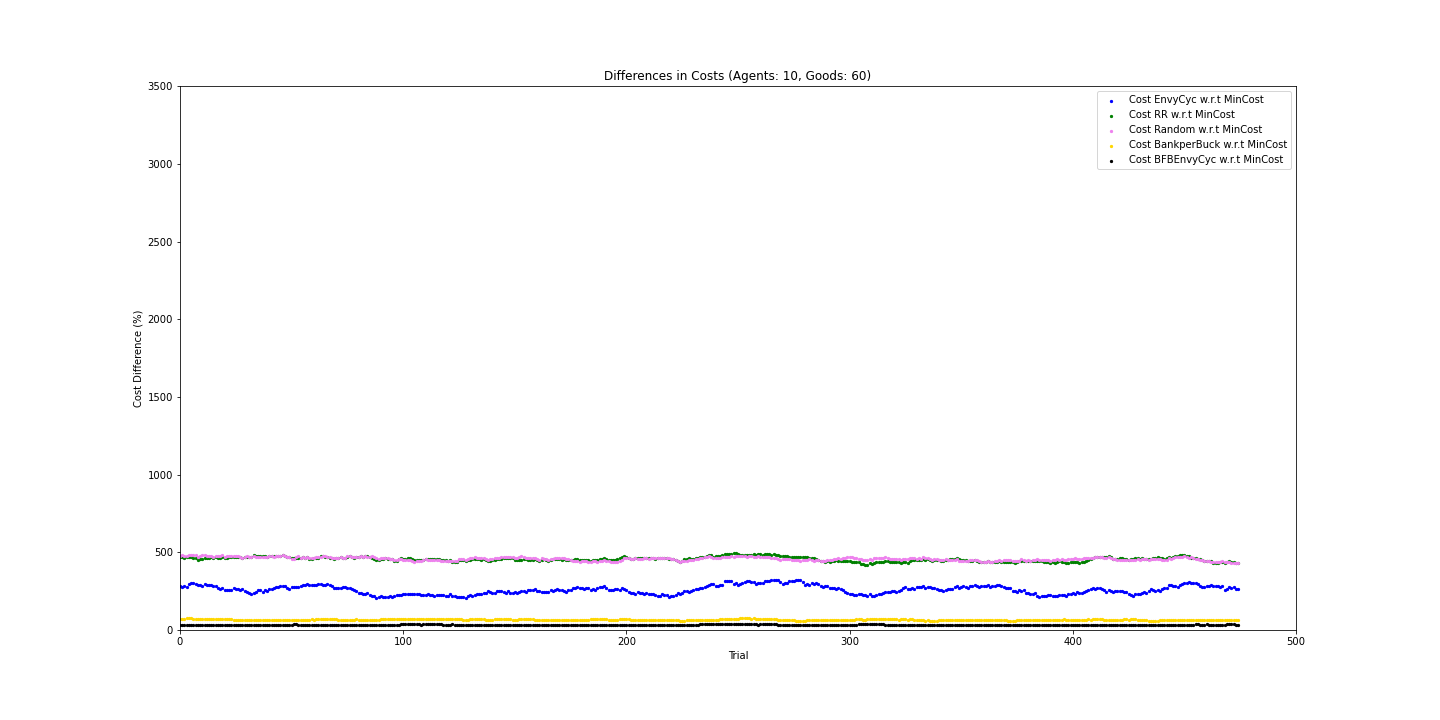 Differences in Costs (Agents: 10, Goods: 60)
3500
3000
2500
2000
1500
1000
500
0
Cost Difference (%)
Cost EnvyCyc w.r.t MinCost
Cost RR w.r.t MinCost
Cost Random w.r.t MinCost
Cost BankperBuck w.r.t MinCost
Cost BFBEnvyCyc w.r.t MinCost
0 100 200 300 400 500
Trial